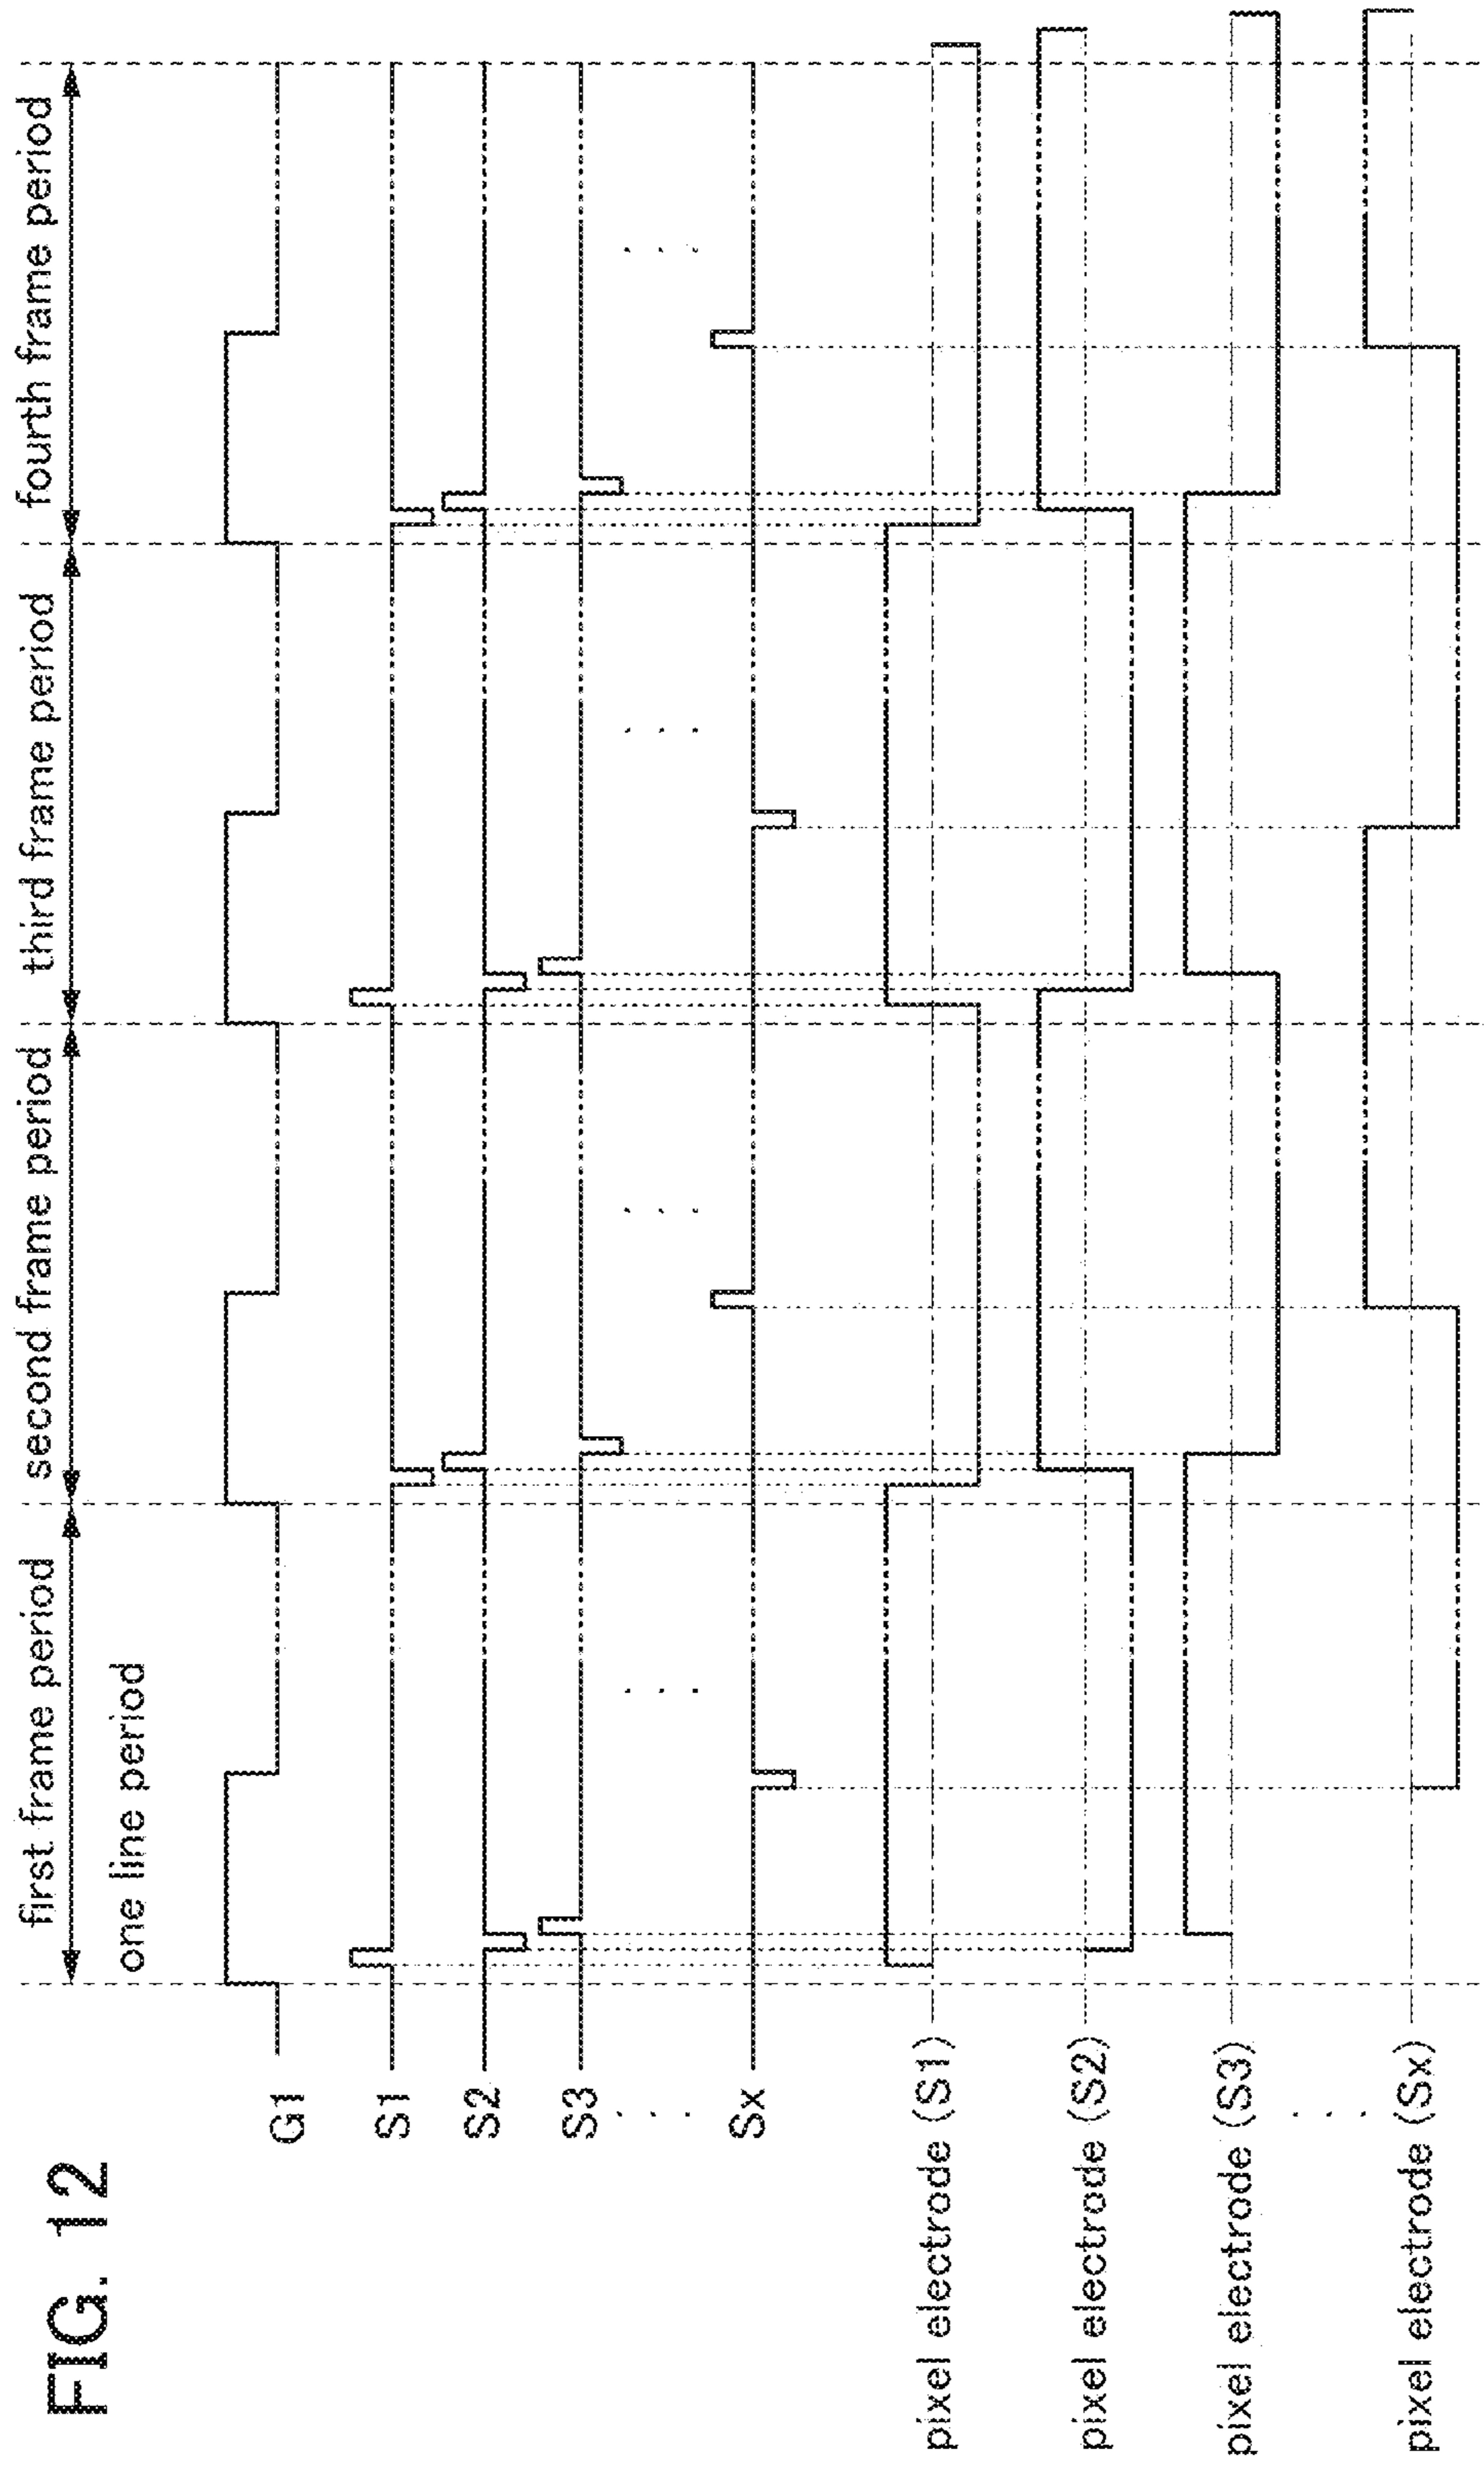 FIG. 12
first frame period
second frame period
third frame period
fourth frame period
one line period
G1
S1
S2
S3
. . .
Sx
pixel electrode (S1)
pixel electrode (S2)
pixel electrode (S3)
. . .
pixel electrode (Sx)